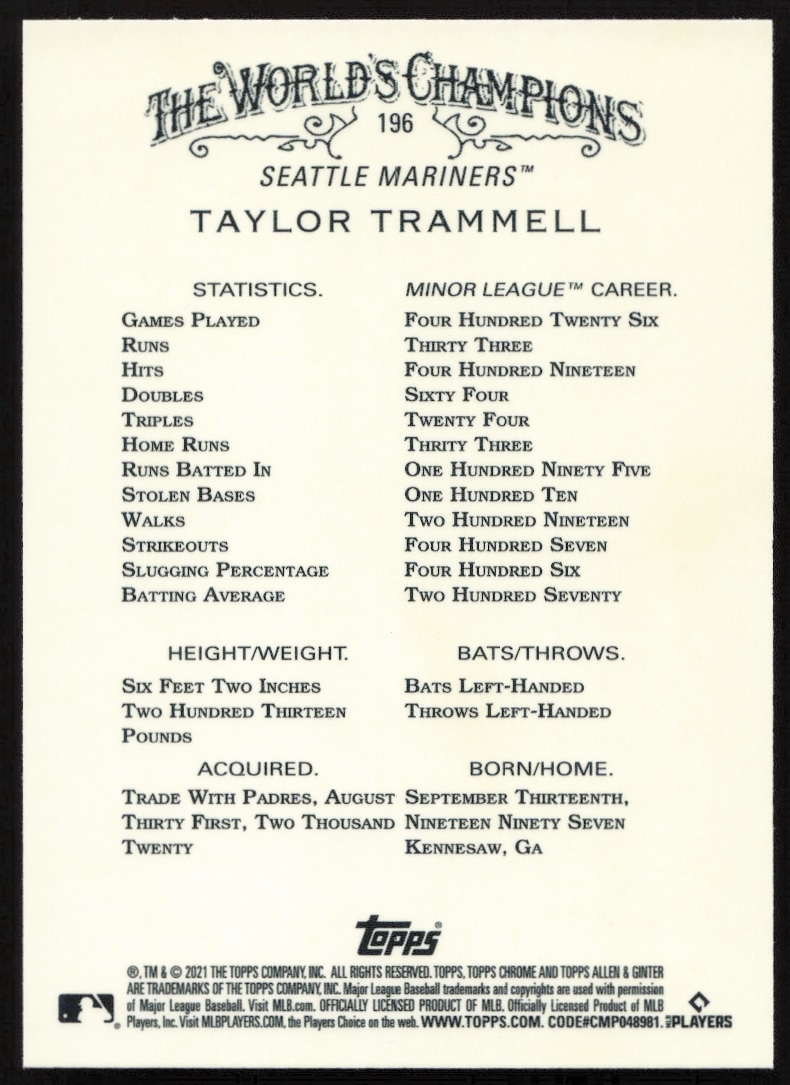 THE WORLD'S CHAMPIONS
196
SEATTLE MARINERS™
TAYLOR TRAMMELL
STATISTICS. MINOR LEAGUE™ CAREER.
GAMES PLAYED FOUR HUNDRED TWENTY SIX
RUNS THIRTY THREE
HITS FOUR HUNDRED NINETEEN
DOUBLES SIXTY FOUR
TRIPLES TWENTY FOUR
HOME RUNS THRITY THREE
RUNS BATTED IN ONE HUNDRED NINETY FIVE
STOLEN BASES ONE HUNDRED TEN
WALKS TWO HUNDRED NINETEEN
STRIKEOUTS FOUR HUNDRED SEVEN
SLUGGING PERCENTAGE FOUR HUNDRED SIX
BATTING AVERAGE TWO HUNDRED SEVENTY
HEIGHT/WEIGHT. BATS/THROWS.
SIX FEET TWO INCHES BATS LEFT-HANDED
TWO HUNDRED THIRTEEN THROWS LEFT-HANDED
POUNDS
ACQUIRED. BORN/HOME.
TRADE WITH PADRES, AUGUST SEPTEMBER THIRTEENTH,
THIRTY FIRST, TWO THOUSAND NINETEEN NINETY SEVEN
TWENTY KENNESAW, GA
Topps®
®, TM & © 2021 THE TOPPS COMPANY, INC. ALL RIGHTS RESERVED. TOPPS, TOPPS CHROME AND TOPPS ALLEN & GINTER
ARE TRADEMARKS OF THE TOPPS COMPANY, INC. Major League Baseball trademarks and copyrights are used with permission
of Major League Baseball. Visit MLB.com. OFFICIALLY LICENSED PRODUCT OF MLB. Officially Licensed Product of MLB
Players, Inc. Visit MLBPLAYERS.COM, the Players Choice on the web. WWW.TOPPS.COM. CODE#CMP048981. MLB PLAYERS